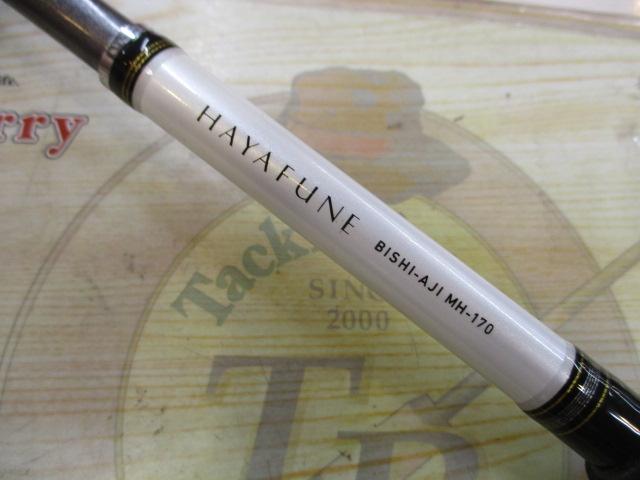 HAYAFUNE BISHI-AJI MH-170
rry
Tack
SINC
2000
TB